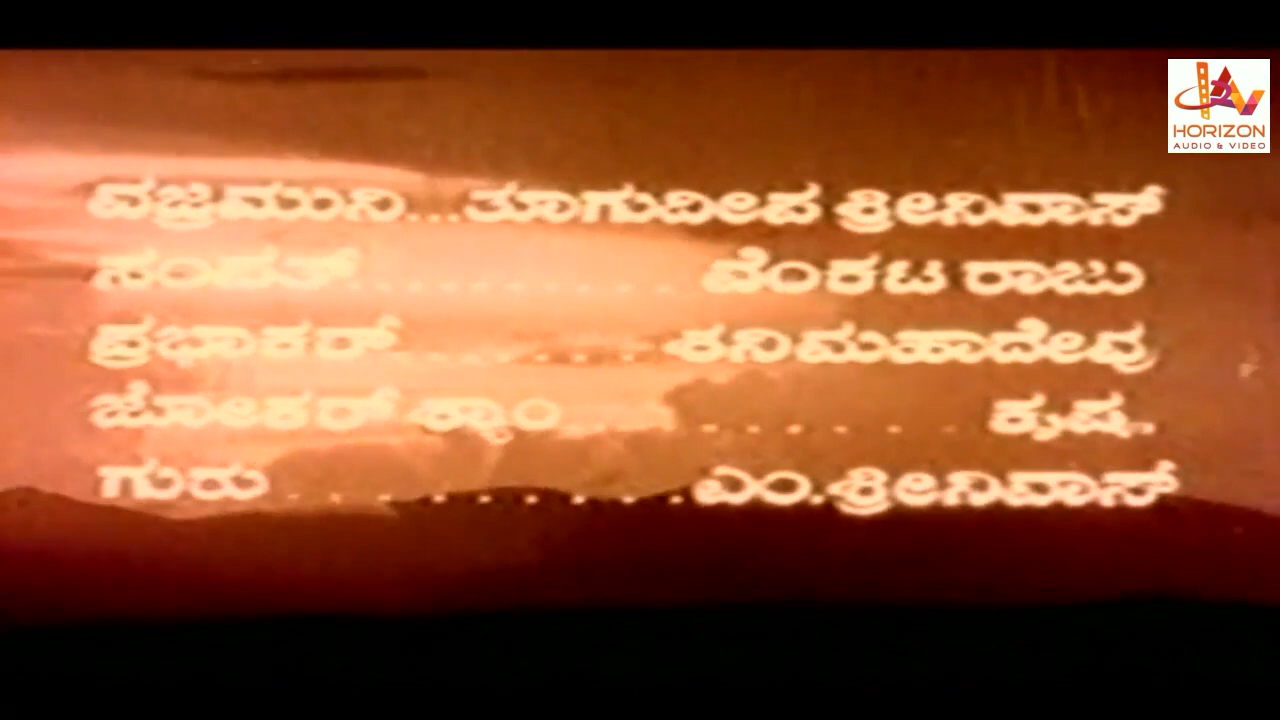 ವಜ್ರಮುನಿ...ತೂಗುದೀಪ ಶ್ರೀನಿವಾಸ್
ಸಂಪತ್............ವೆಂಕಟ ರಾಜು
ಪ್ರಭಾಕರ್.........ಶನಿಮಹಾದೇವಪ್ಪ
ಜೋಕರ್ ಶ್ಯಾಂ..........
ಗುರು............ಎಂ.ಶ್ರೀನಿವಾಸ್
HORIZON
AUDIO & VIDEO